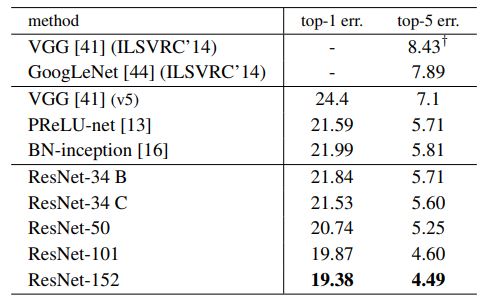 method top-1 err. top-5 err.
VGG [41] (ILSVRC'14) - 8.43†
GoogLeNet [44] (ILSVRC'14) - 7.89
VGG [41] (v5) 24.4 7.1
PReLU-net [13] 21.59 5.71
BN-inception [16] 21.99 5.81
ResNet-34 B 21.84 5.71
ResNet-34 C 21.53 5.60
ResNet-50 20.74 5.25
ResNet-101 19.87 4.60
ResNet-152 19.38 4.49